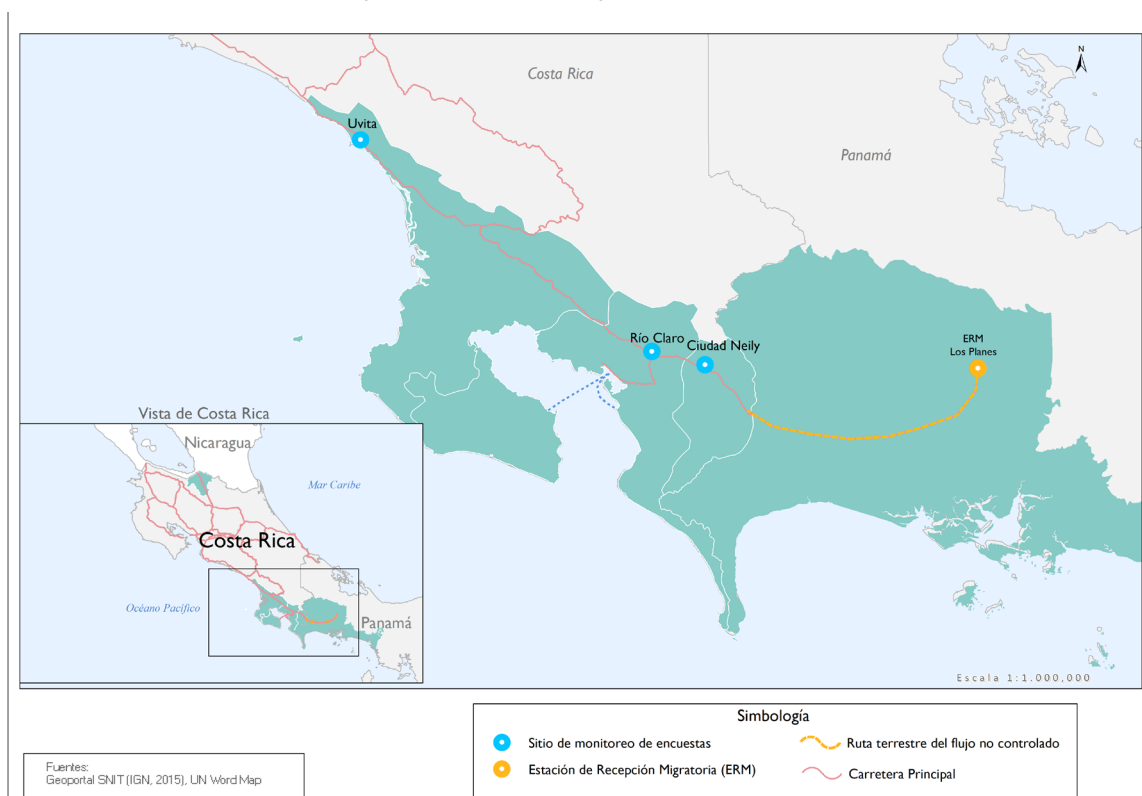 N
Costa Rica
Panamá
Uvita
Río Claro
Ciudad Neily
ERM
Los Planes
Vista de Costa Rica
Nicaragua
Mar Caribe
Costa Rica
Océano Pacífico
Panamá
Escala 1:1.000,000
Simbología
Sitio de monitoreo de encuestas
Ruta terrestre del flujo no controlado
Estación de Recepción Migratoria (ERM)
Carretera Principal
Fuentes:
Geoportal SNIT (IGN, 2015), UN Word Map